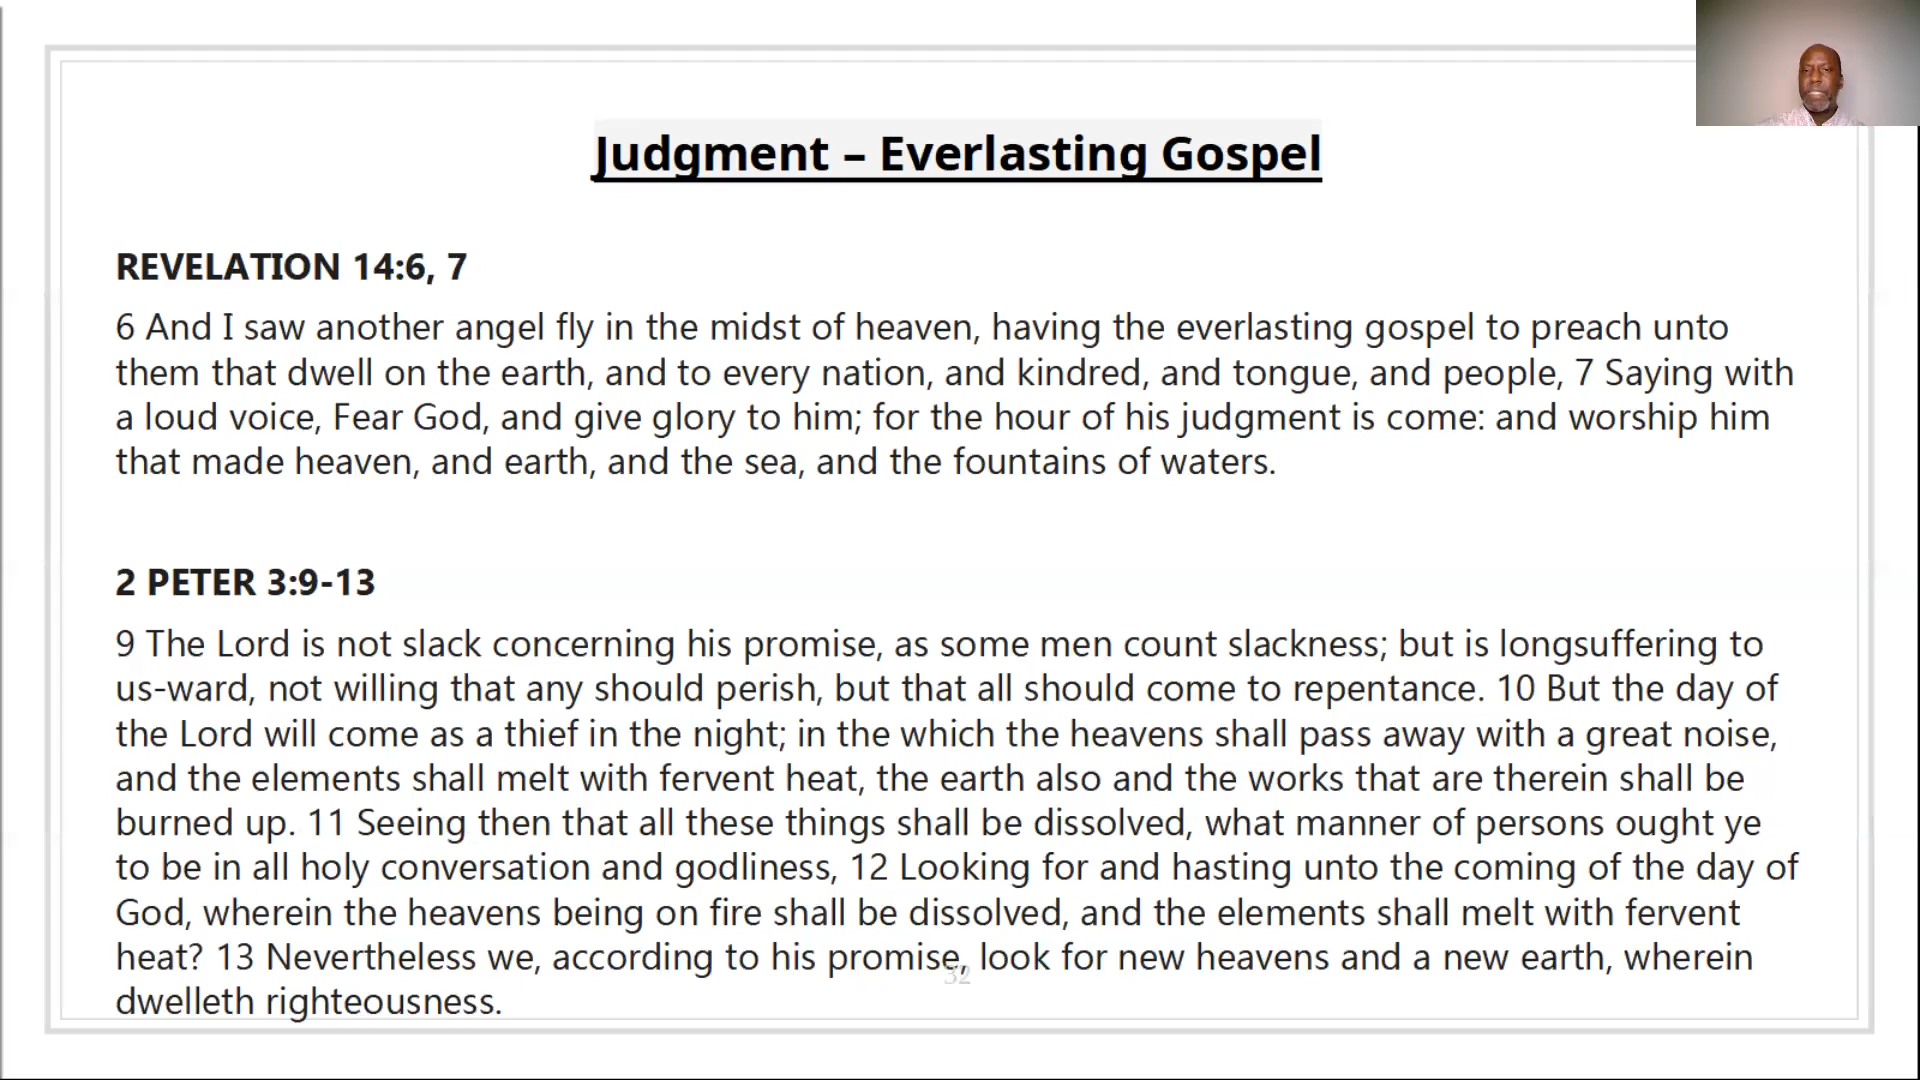 Judgment – Everlasting Gospel
REVELATION 14:6, 7
6 And I saw another angel fly in the midst of heaven, having the everlasting gospel to preach unto
them that dwell on the earth, and to every nation, and kindred, and tongue, and people, 7 Saying with
a loud voice, Fear God, and give glory to him; for the hour of his judgment is come: and worship him
that made heaven, and earth, and the sea, and the fountains of waters.
2 PETER 3:9-13
9 The Lord is not slack concerning his promise, as some men count slackness; but is longsuffering to
us-ward, not willing that any should perish, but that all should come to repentance. 10 But the day of
the Lord will come as a thief in the night; in the which the heavens shall pass away with a great noise,
and the elements shall melt with fervent heat, the earth also and the works that are therein shall be
burned up. 11 Seeing then that all these things shall be dissolved, what manner of persons ought ye
to be in all holy conversation and godliness, 12 Looking for and hasting unto the coming of the day of
God, wherein the heavens being on fire shall be dissolved, and the elements shall melt with fervent
heat? 13 Nevertheless we, according to his promise, look for new heavens and a new earth, wherein
dwelleth righteousness.
32